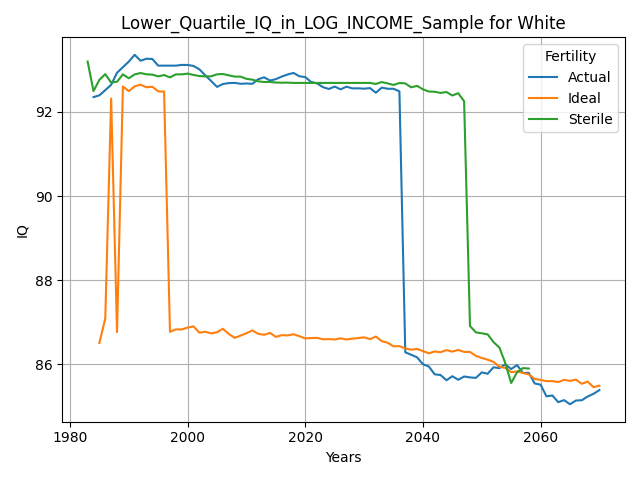 Lower_Quartile_IQ_in_LOG_INCOME_Sample for White
Fertility
Actual
Ideal
Sterile
IQ
92
90
88
86
1980
2000
2020
2040
2060
Years